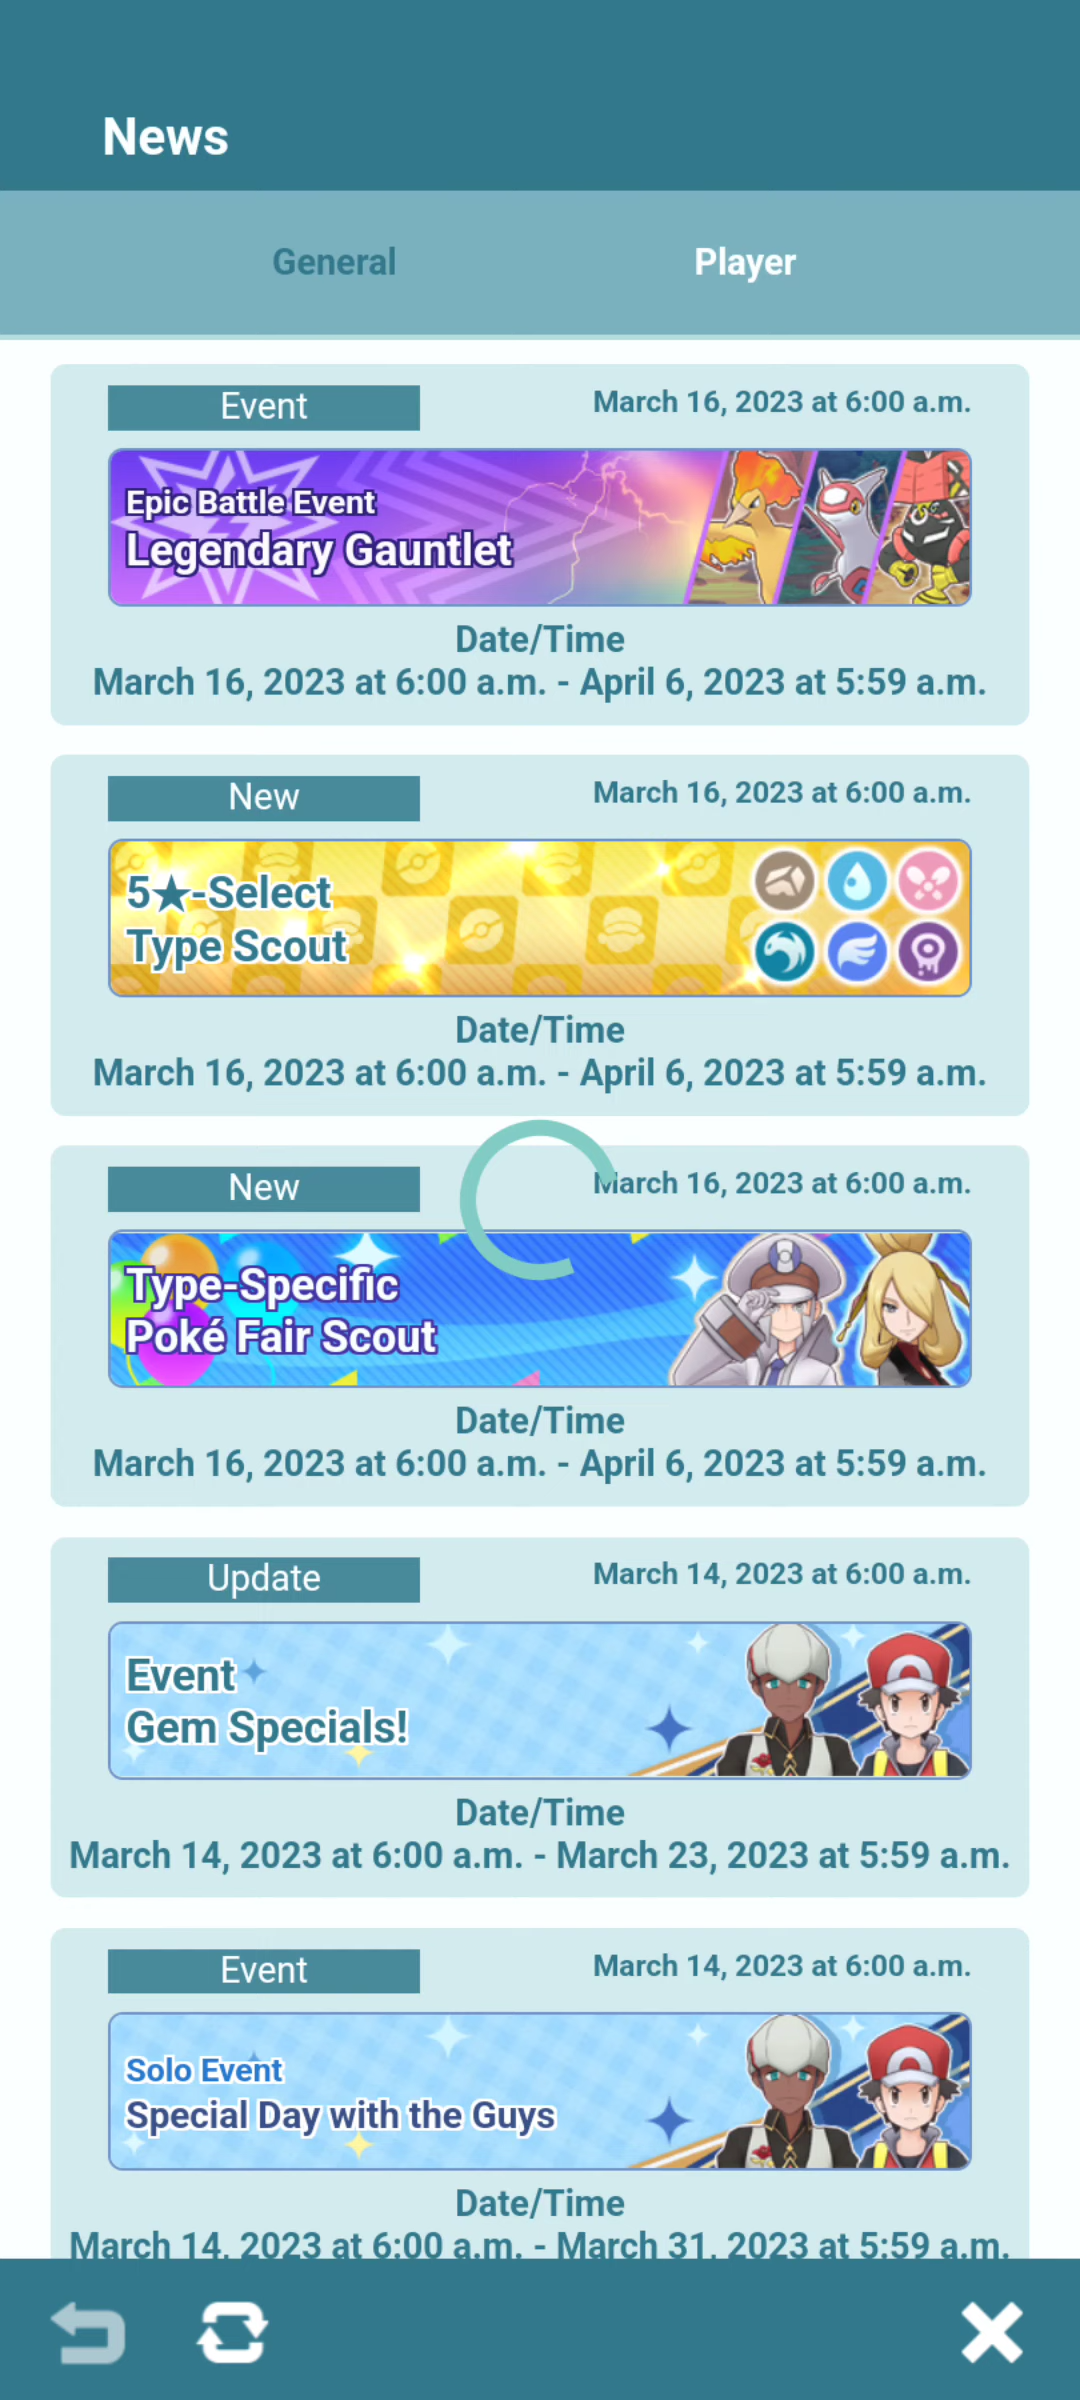 News
General
Player
Event
March 16, 2023 at 6:00 a.m.
Epic Battle Event
Legendary Gauntlet
Date/Time
March 16, 2023 at 6:00 a.m. - April 6, 2023 at 5:59 a.m.
New
March 16, 2023 at 6:00 a.m.
5★-Select
Type Scout
Date/Time
March 16, 2023 at 6:00 a.m. - April 6, 2023 at 5:59 a.m.
New
March 16, 2023 at 6:00 a.m.
Type-Specific
Poké Fair Scout
Date/Time
March 16, 2023 at 6:00 a.m. - April 6, 2023 at 5:59 a.m.
Update
March 14, 2023 at 6:00 a.m.
Event
Gem Specials!
Date/Time
March 14, 2023 at 6:00 a.m. - March 23, 2023 at 5:59 a.m.
Event
March 14, 2023 at 6:00 a.m.
Solo Event
Special Day with the Guys
Date/Time
March 14, 2023 at 6:00 a.m. - March 31, 2023 at 5:59 a.m.